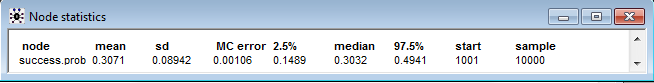 Node statistics
node mean sd MC error 2.5% median 97.5% start sample
success.prob 0.3071 0.08942 0.00106 0.1489 0.3032 0.4941 1001 10000